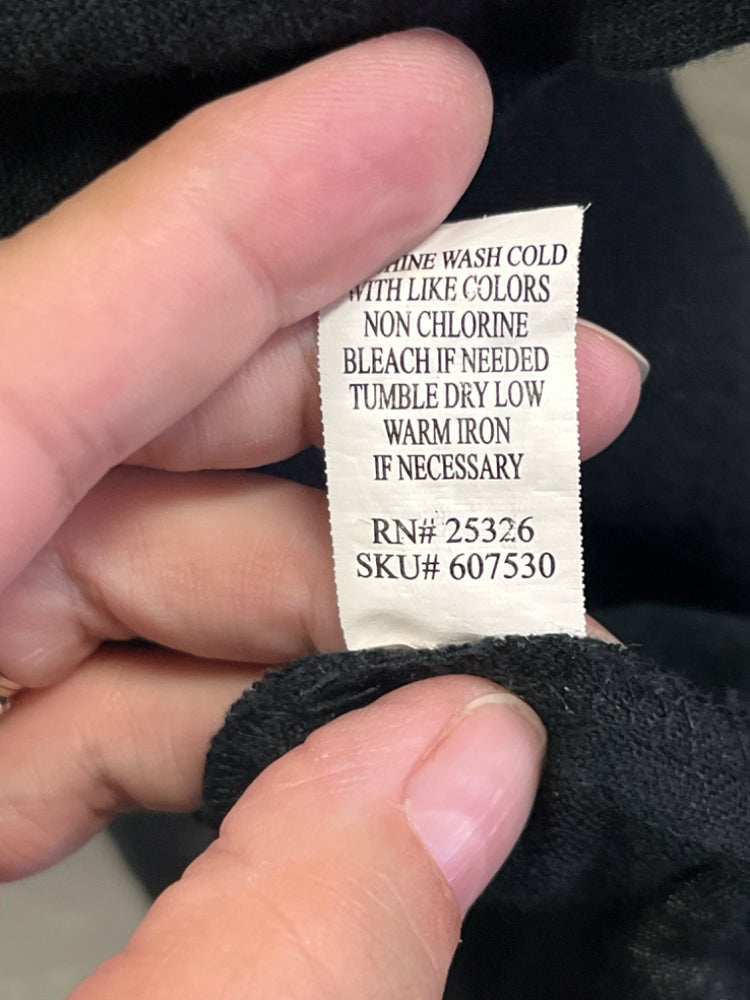 WASH COLD
WITH LIKE COLORS
NON CHLORINE
BLEACH IF NEEDED
TUMBLE DRY LOW
WARM IRON
IF NECESSARY
RN# 25326
SKU# 607530